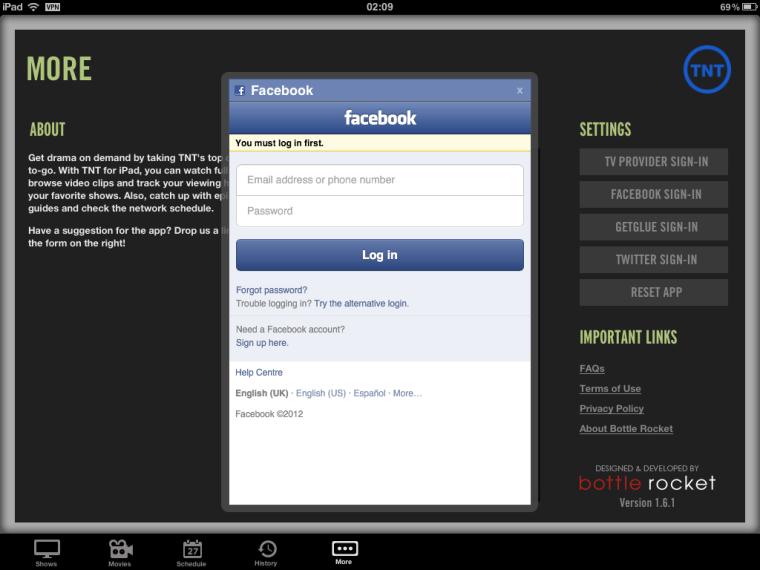 iPad VPN 02:09 69%
MORE
TNT
ABOUT
Get drama on demand by taking TNT's top
to-go. With TNT for iPad, you can watch full
browse video clips and track your viewing
your favorite shows. Also, catch up with
guides and check the network schedule.
Have a suggestion for the app? Drop us a
the form on the right!
Facebook x
facebook
You must log in first.
Email address or phone number
Password
Log in
Forgot password?
Trouble logging in? Try the alternative login.
Need a Facebook account?
Sign up here.
Help Centre
English (UK) · English (US) · Español · More...
Facebook ©2012
SETTINGS
TV PROVIDER SIGN-IN
FACEBOOK SIGN-IN
GETGLUE SIGN-IN
TWITTER SIGN-IN
RESET APP
IMPORTANT LINKS
FAQs
Terms of Use
Privacy Policy
About Bottle Rocket
DESIGNED & DEVELOPED BY
bottle rocket
Version 1.6.1
27
Shows Movies Schedule History More